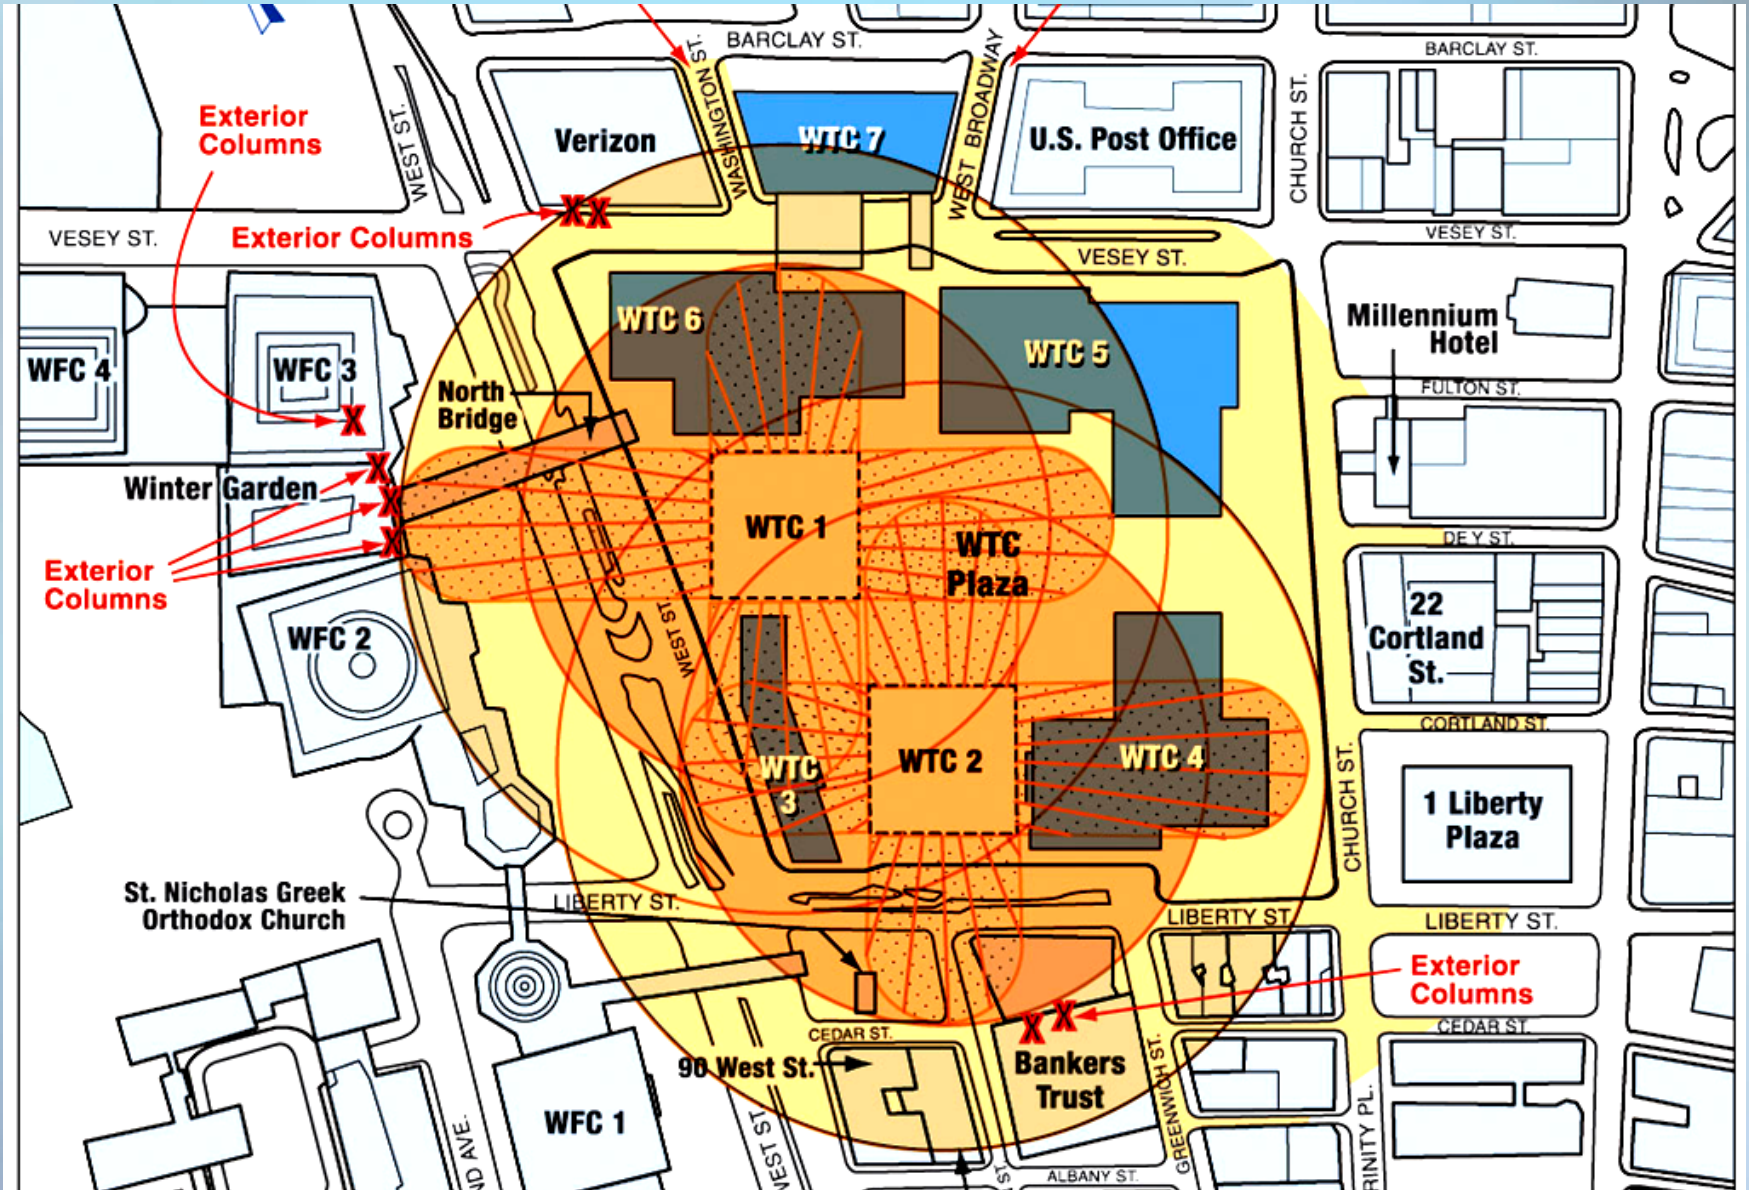 BARCLAY ST.
BARCLAY ST.
WASHINGTON ST.
WEST BROADWAY
CHURCH ST.
WEST ST.
Exterior
Columns
Verizon
WTC 7
U.S. Post Office
Exterior Columns
VESEY ST.
VESEY ST.
VESEY ST.
WTC 6
WTC 5
Millennium
Hotel
WFC 4
WFC 3
North
Bridge
FULTON ST.
Winter Garden
WTC 1
WTC
Plaza
DEY ST.
Exterior
Columns
WFC 2
WEST ST.
22
Cortland
St.
CORTLAND ST.
WTC
3
WTC 2
WTC 4
CHURCH ST.
1 Liberty
Plaza
St. Nicholas Greek
Orthodox Church
LIBERTY ST.
LIBERTY ST.
LIBERTY ST.
Exterior
Columns
CEDAR ST.
CEDAR ST.
90 West St.
Bankers
Trust
WFC 1
GREENWICH ST.
ND AVE.
WEST ST.
ST.
ALBANY ST.
RINITY PL.